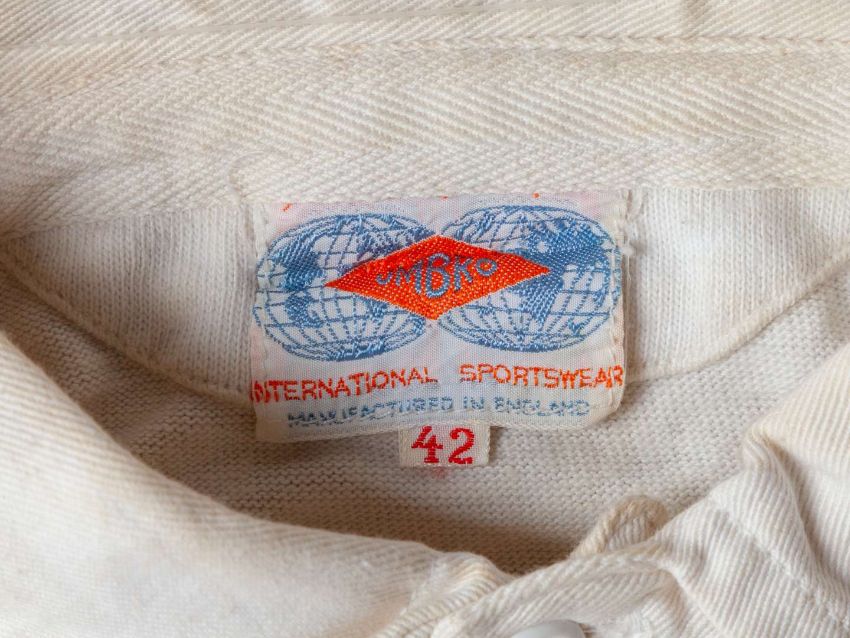 UMBRO
INTERNATIONAL SPORTSWEAR
MANUFACTURED IN ENGLAND
42